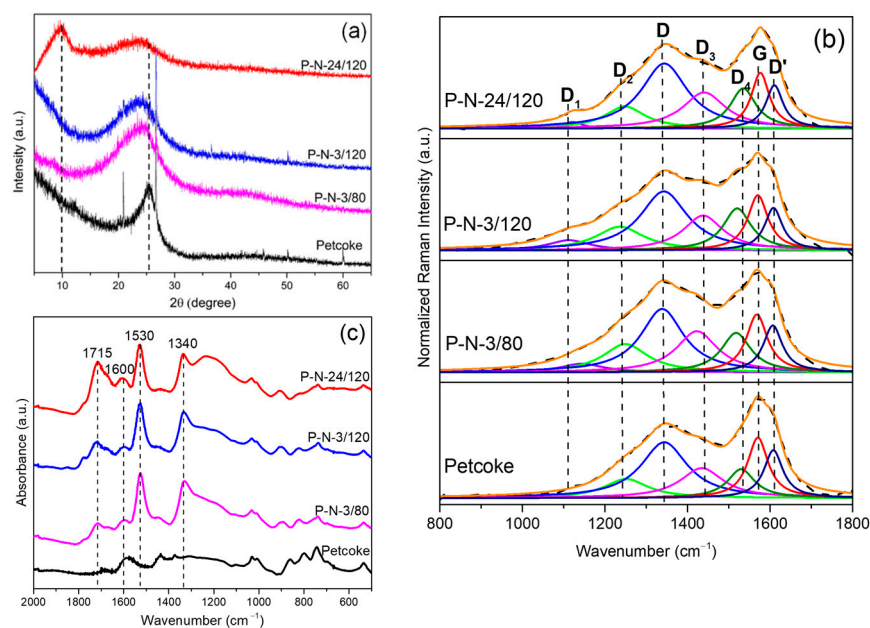 (a)
P-N-24/120
P-N-3/120
P-N-3/80
Petcoke
Intensity (a.u.)
10 20 30 40 50 60
2θ (degree)
(b)
D₁ D₂ D D₃ D₄ G D'
P-N-24/120
P-N-3/120
P-N-3/80
Petcoke
Normalized Raman Intensity (a.u.)
800 1000 1200 1400 1600 1800
Wavenumber (cm⁻¹)
(c)
1715 1600 1530 1340
P-N-24/120
P-N-3/120
P-N-3/80
Petcoke
Absorbance (a.u.)
2000 1800 1600 1400 1200 1000 800 600
Wavenumber (cm⁻¹)